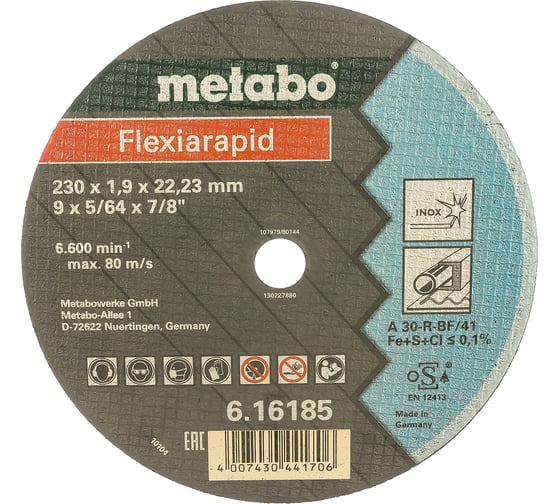 metabo®
Flexiarapid
230 x 1,9 x 22,23 mm
9 x 5/64 x 7/8"
6.600 min⁻¹
max. 80 m/s
107979/80144
130227880
Metabowerke GmbH
Metabo-Allee 1
D-72622 Nuertingen, Germany
INOX
A 30-R-BF/41
Fe+S+Cl ≤ 0,1%
oS
EN 12413
Made in
Germany
6.16185
10104
EAC
4 007430 441706